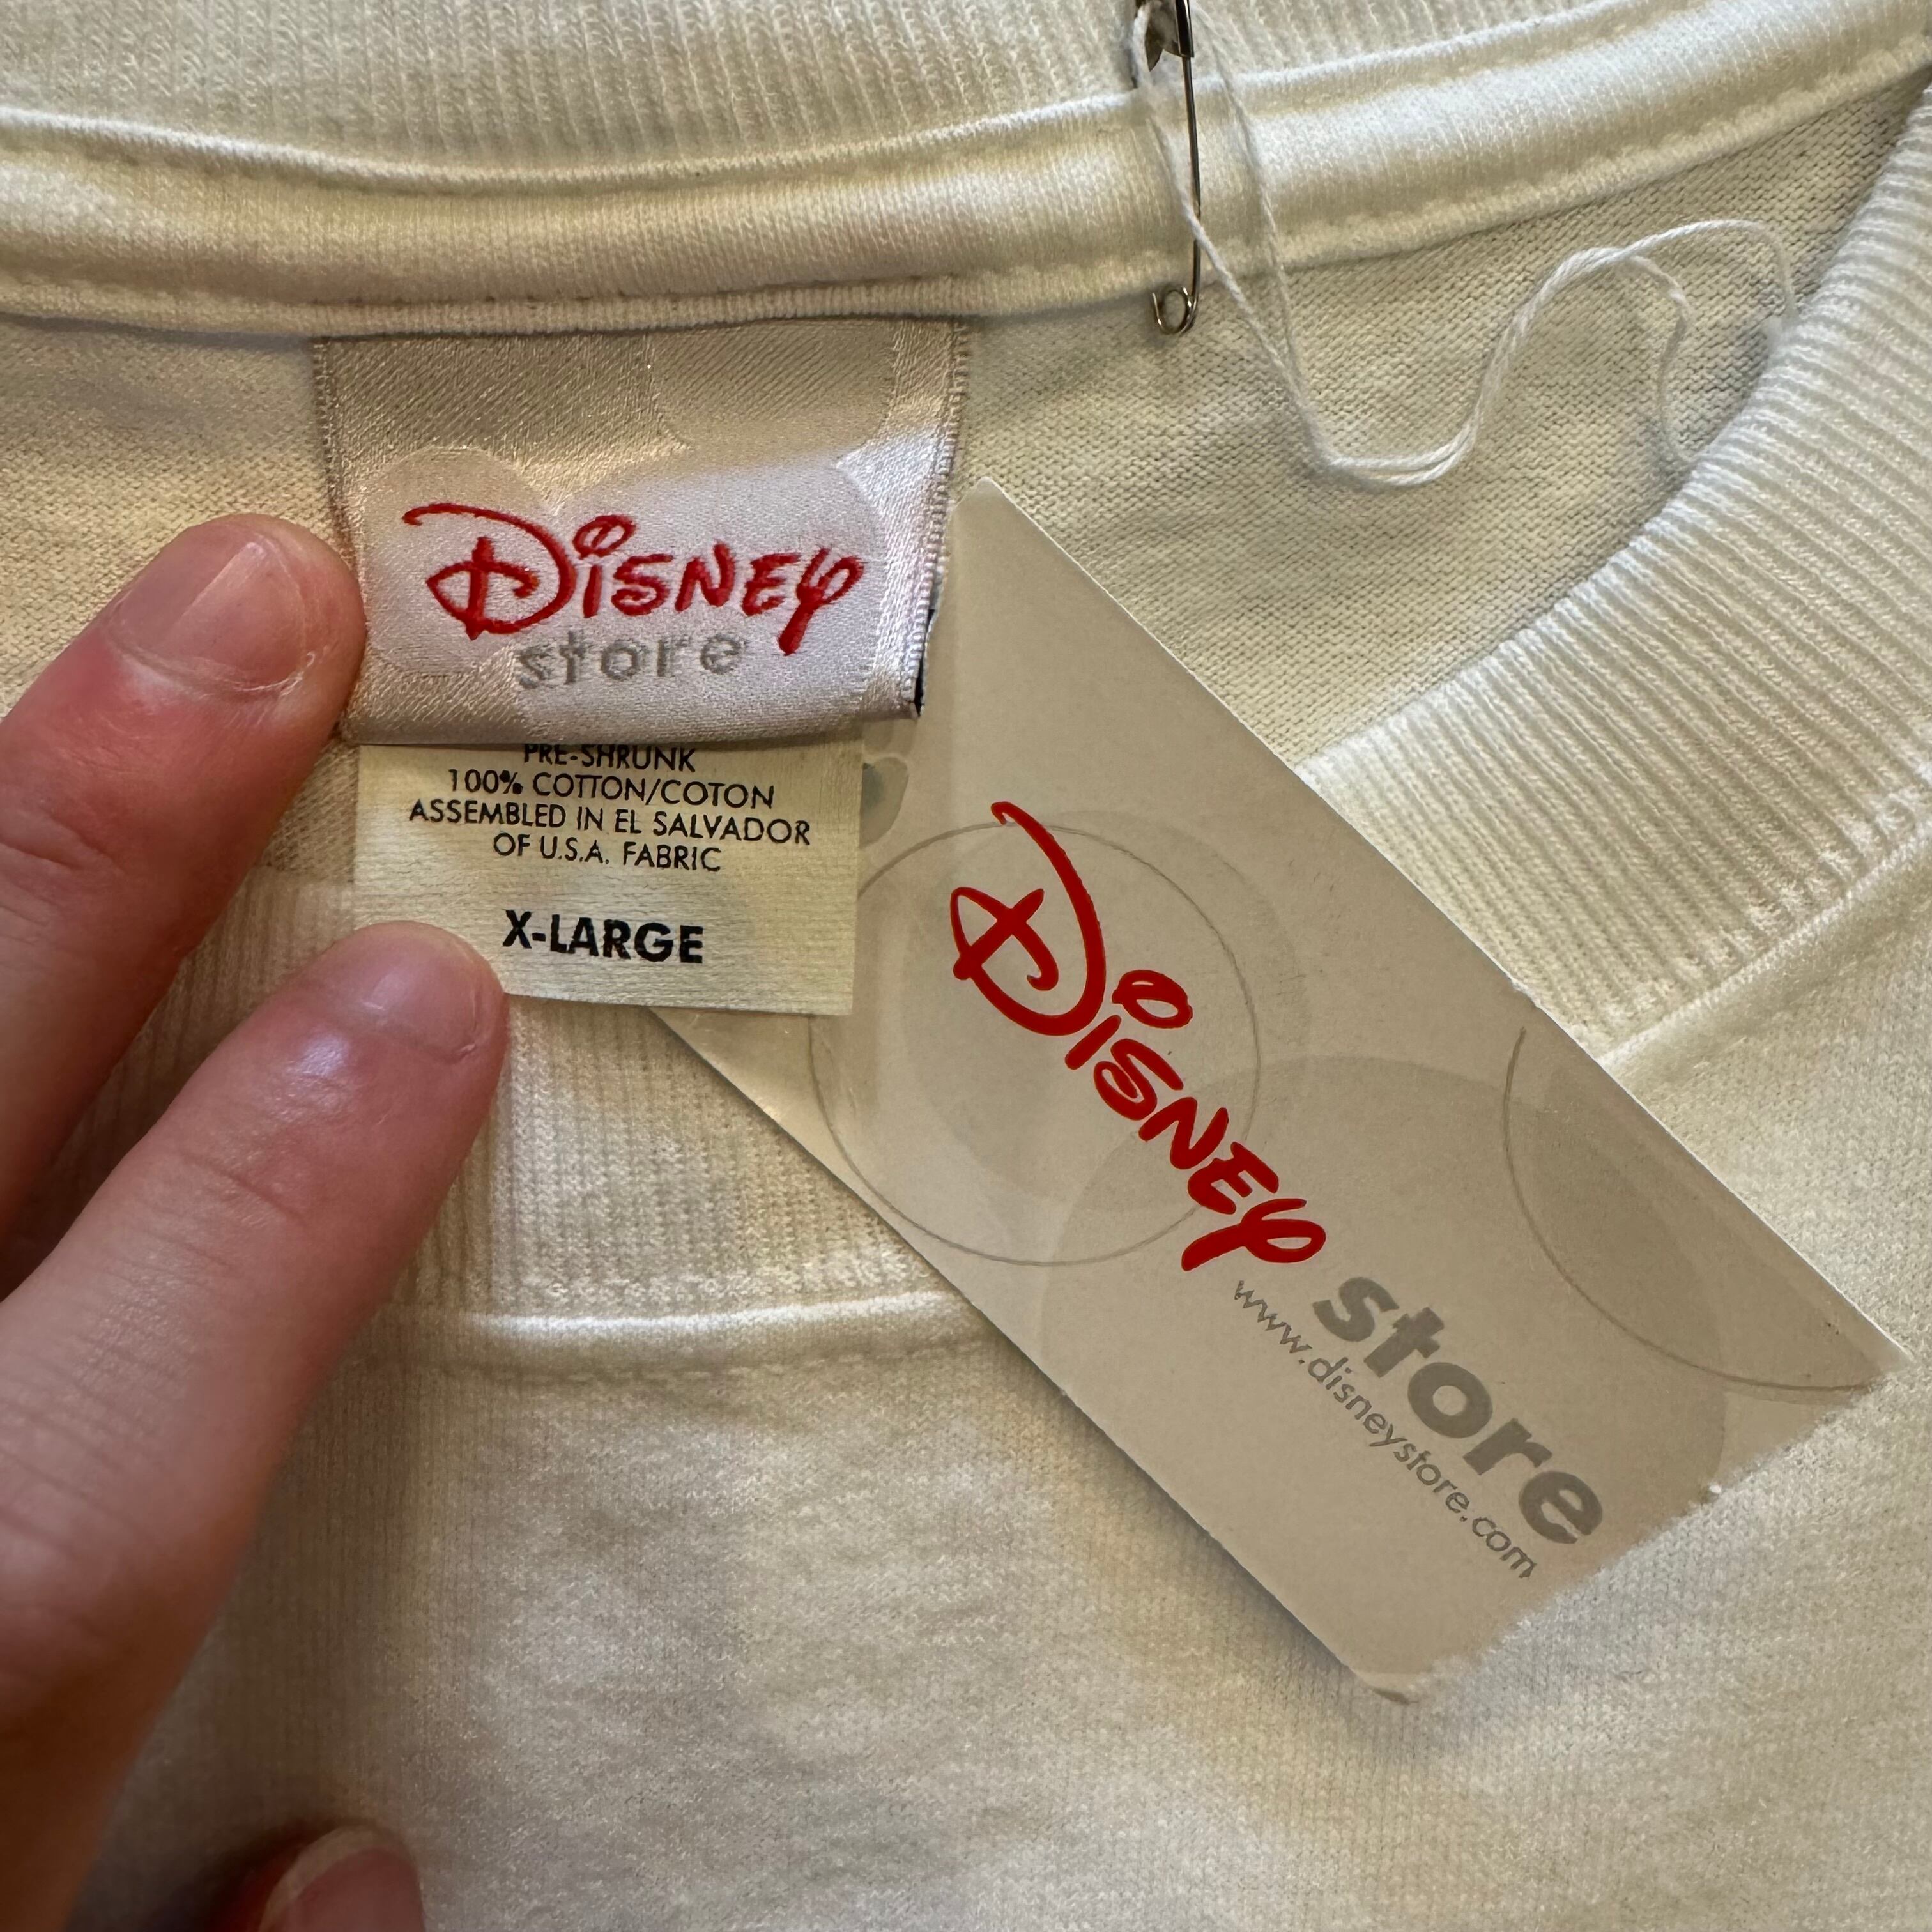 Disney
store
PRE-SHRUNK
100% COTTON/COTON
ASSEMBLED IN EL SALVADOR
OF U.S.A. FABRIC
X-LARGE
Disney
store
www.disneystore.com